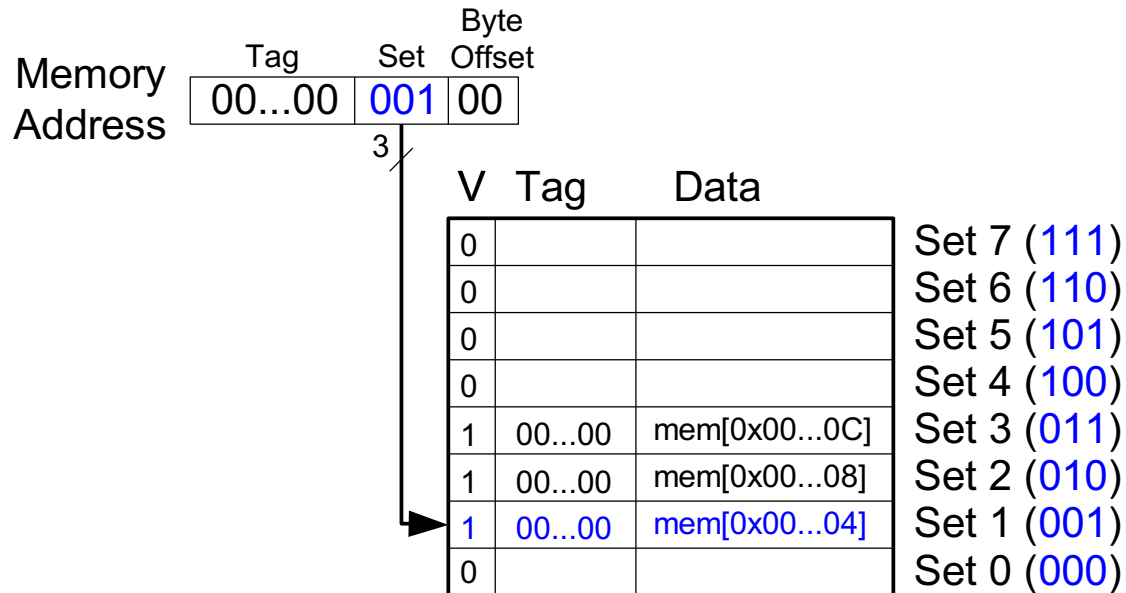 Byte
Tag Set Offset
Memory Address
00...00 001 00
3
V Tag Data
0 Set 7 (111)
0 Set 6 (110)
0 Set 5 (101)
0 Set 4 (100)
1 00...00 mem[0x00...0C] Set 3 (011)
1 00...00 mem[0x00...08] Set 2 (010)
1 00...00 mem[0x00...04] Set 1 (001)
0 Set 0 (000)